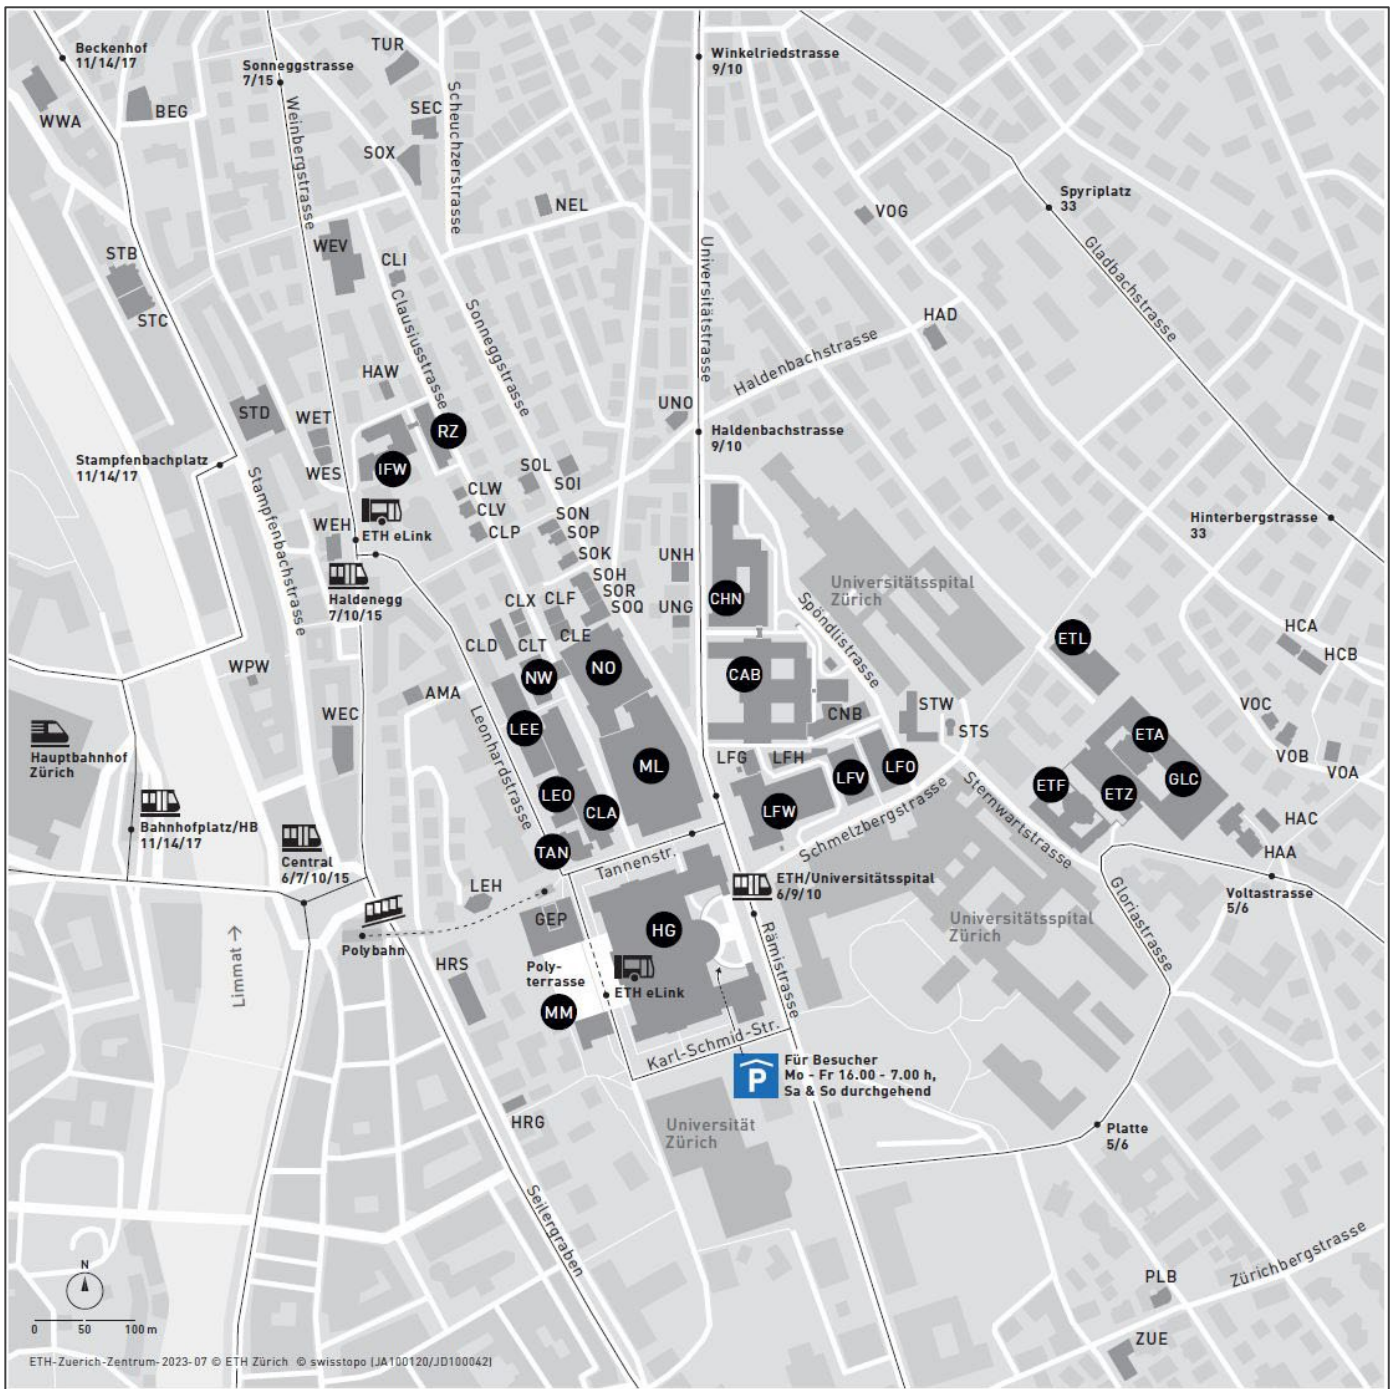 Beckenhof
11/14/17
TUR
Sonneggstrasse
7/15
Winkelriedstrasse
9/10
WWA
BEG
SEC
SOX
Scheuchzerstrasse
Weinbergstrasse
Spyriplatz
33
NEL
VOG
STB
STC
WEV
CLI
Clausiusstrasse
Sonneggstrasse
Universitätstrasse
Gladbachstrasse
HAD
Haldenbachstrasse
HAW
STD
WET
WES
RZ
IFW
UNO
Haldenbachstrasse
9/10
Stampfenbachplatz
11/14/17
Stampfenbachstrasse
SOL
SOI
CLW
CLV
CLP
SON
SOP
SOK
SOH
SOR
SOQ
WEH
ETH eLink
Haldenegg
7/10/15
UNH
UNG
CHN
Universitätsspital
Zürich
Hinterbergstrasse
33
Spöndlistrasse
CLX
CLF
CLE
CLD
CLT
NW
NO
CAB
ETL
HCA
HCB
WPW
WEC
AMA
Leonhardstrasse
LEE
LEO
CLA
ML
TAN
CNB
STW
STS
LFG
LFH
LFV
LFO
LFW
Schmelzbergstrasse
Sternwartstrasse
VOC
VOB
VOA
ETA
ETF
ETZ
GLC
HAC
HAA
Hauptbahnhof
Zürich
Bahnhofplatz/HB
11/14/17
Central
6/7/10/15
Tannenstr.
ETH/Universitätsspital
6/9/10
Voltastrasse
5/6
LEH
GEP
HG
Polybahn
Limmat →
HRS
Poly-
terrasse
MM
ETH eLink
Rämistrasse
Universitätsspital
Zürich
Gloriastrasse
Karl-Schmid-Str.
P
Für Besucher
Mo - Fr 16.00 - 7.00 h,
Sa & So durchgehend
HRG
Universität
Zürich
Platte
5/6
Seilergraben
Zürichbergstrasse
PLB
ZUE
N
0 50 100 m
ETH-Zuerich-Zentrum-2023-07 © ETH Zürich © swisstopo (JA100120/JD100042)